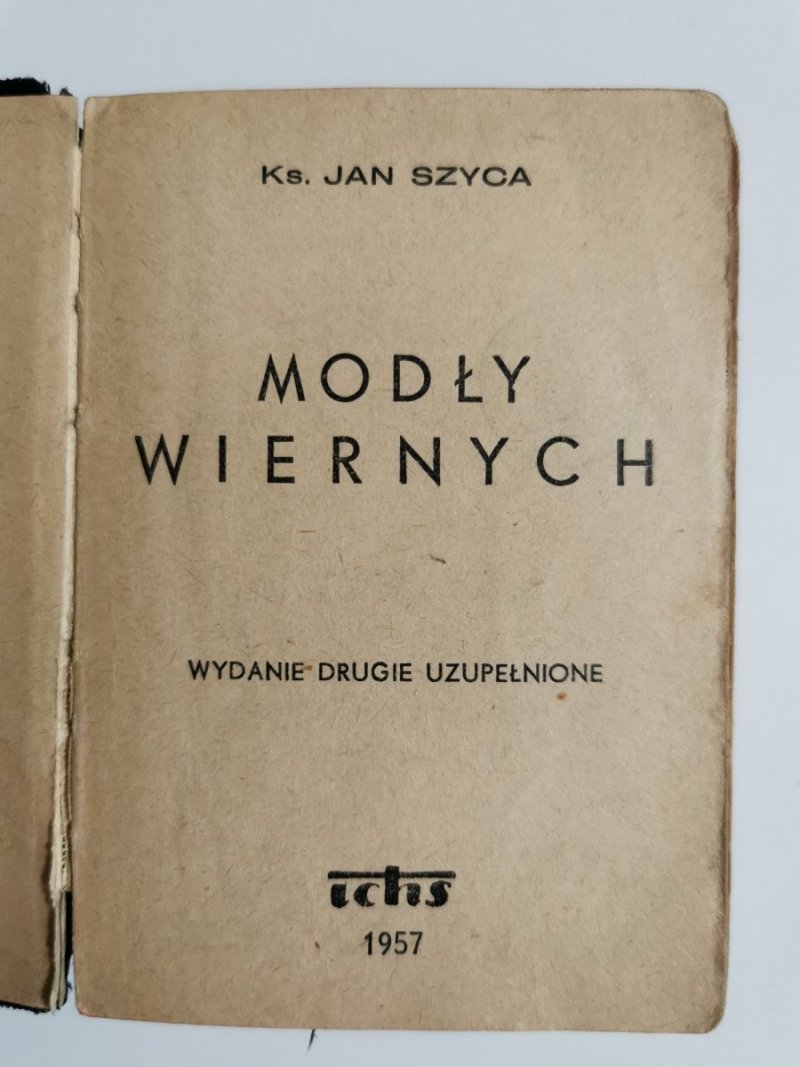 Ks. JAN SZYCA
MODŁY
WIERNYCH
WYDANIE DRUGIE UZUPEŁNIONE
ichs
1957